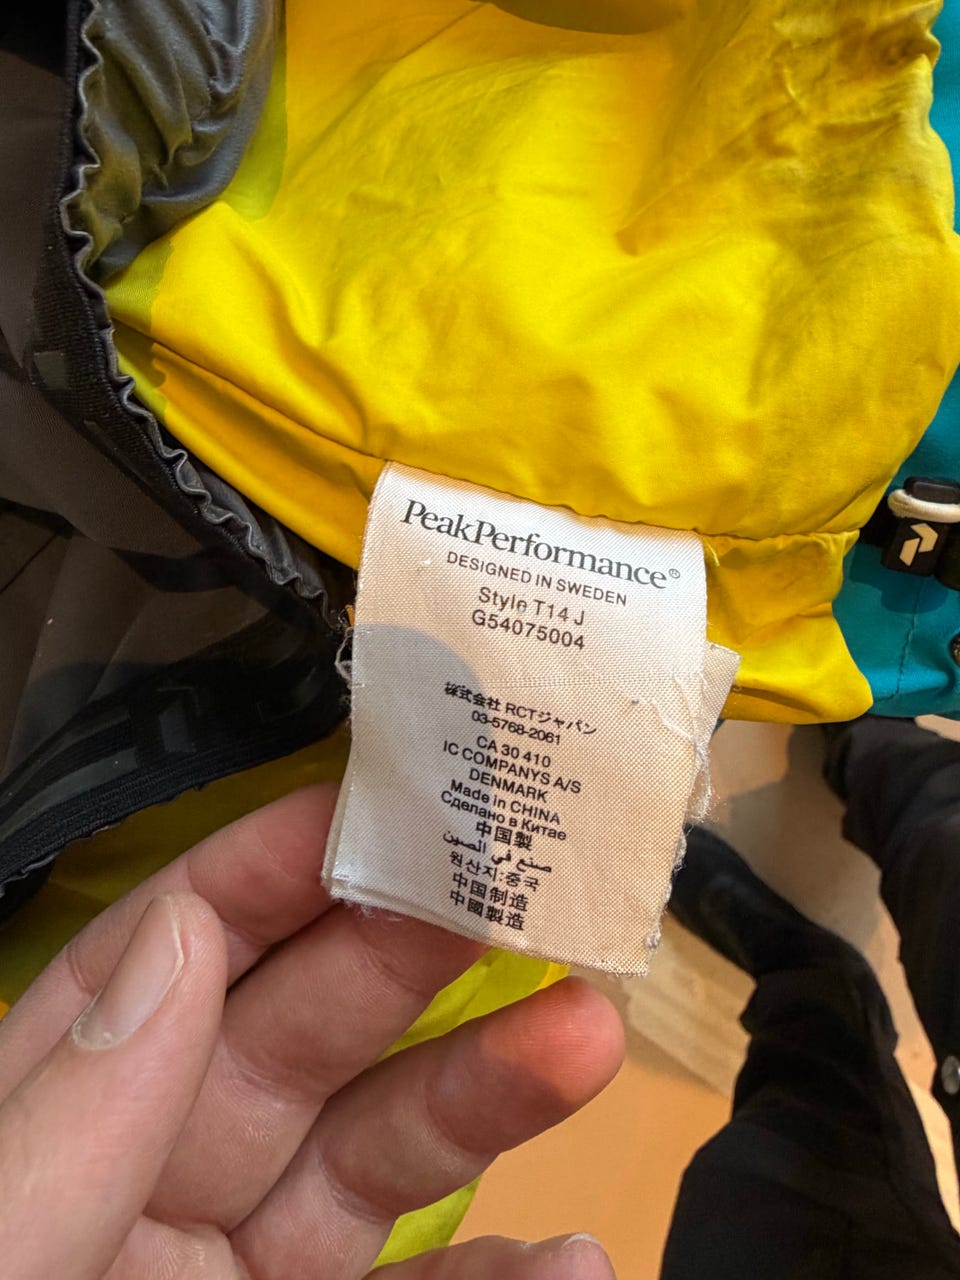 PeakPerformance®
DESIGNED IN SWEDEN
Style T14 J
G54075004
株式会社 RCTジャパン
03-5768-2061
CA 30 410
IC COMPANYS A/S
DENMARK
Made in CHINA
Сделано в Китае
中国製
صنع في الصين
원산지:중국
中国制造
中國製造